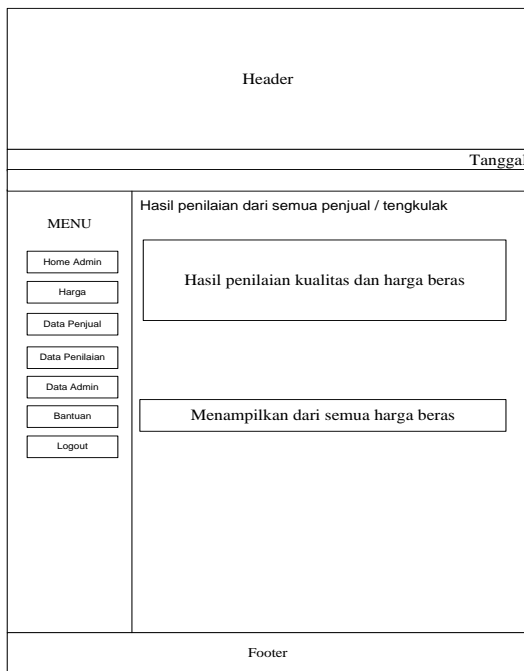 Header
Tanggal
MENU
Home Admin
Harga
Data Penjual
Data Penilaian
Data Admin
Bantuan
Logout
Hasil penilaian dari semua penjual / tengkulak
Hasil penilaian kualitas dan harga beras
Menampilkan dari semua harga beras
Footer